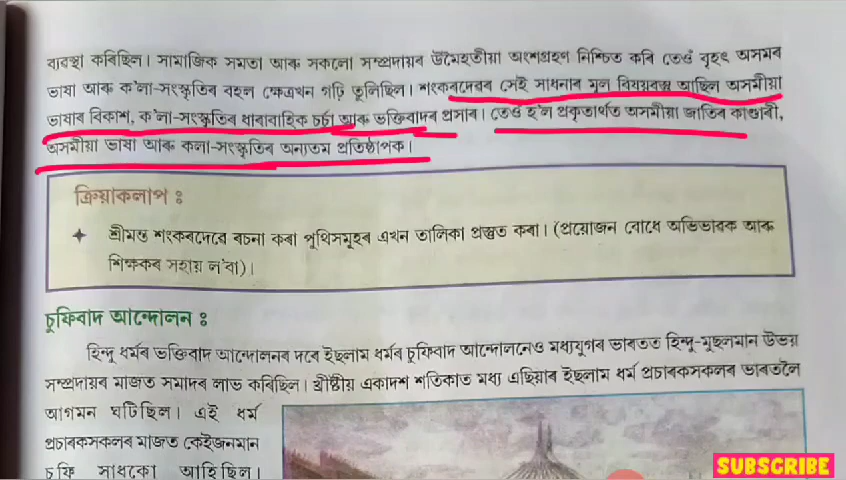 ব্যৱস্থা কৰিছিল। সামাজিক সমতা আৰু সকলো সম্প্ৰদায়ৰ উমৈহতীয়া অংশগ্ৰহণ নিশ্চিত কৰি তেওঁ বৃহৎ অসমৰ
ভাষা আৰু ক'লা-সংস্কৃতিৰ বহল ক্ষেত্ৰখন গঢ়ি তুলিছিল। শংকৰদেৱৰ সেই সাধনাৰ মূল বিষয়বস্তু আছিল অসমীয়া
ভাষাৰ বিকাশ, ক'লা-সংস্কৃতিৰ ধাৰাবাহিক চৰ্চা আৰু ভক্তিবাদৰ প্ৰসাৰ। তেওঁ হ'ল প্ৰকৃতাৰ্থত অসমীয়া জাতিৰ কাণ্ডাৰী,
অসমীয়া ভাষা আৰু কলা-সংস্কৃতিৰ অন্যতম প্ৰতিষ্ঠাপক।
ক্ৰিয়াকলাপ :
✦ শ্ৰীমন্ত শংকৰদেৱে ৰচনা কৰা পুথিসমূহৰ এখন তালিকা প্ৰস্তুত কৰা। (প্ৰয়োজন বোধে অভিভাৱক আৰু
শিক্ষকৰ সহায় ল'বা)।
চুফিবাদ আন্দোলন :
হিন্দু ধৰ্মৰ ভক্তিবাদ আন্দোলনৰ দৰে ইছলাম ধৰ্মৰ চুফিবাদ আন্দোলনেও মধ্যযুগৰ ভাৰতত হিন্দু-মুছলমান উভয়
সম্প্ৰদায়ৰ মাজত সমাদৰ লাভ কৰিছিল। খ্ৰীষ্টীয় একাদশ শতিকাত মধ্য এছিয়াৰ ইছলাম ধৰ্ম প্ৰচাৰকসকলৰ ভাৰতলৈ
আগমন ঘটিছিল। এই ধৰ্ম
প্ৰচাৰকসকলৰ মাজত কেইজনমান
চুফি সাধকো আহিছিল।
SUBSCRIBE